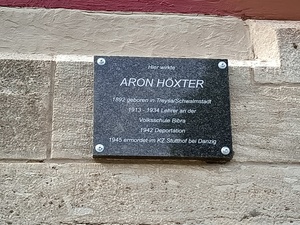 Hier wirkte
ARON HÖXTER
1892 geboren in Treysa/Schwalmstadt
1913 - 1934 Lehrer an der
Volksschule Bibra
1942 Deportation
1945 ermordet im KZ Stutthof bei Danzig